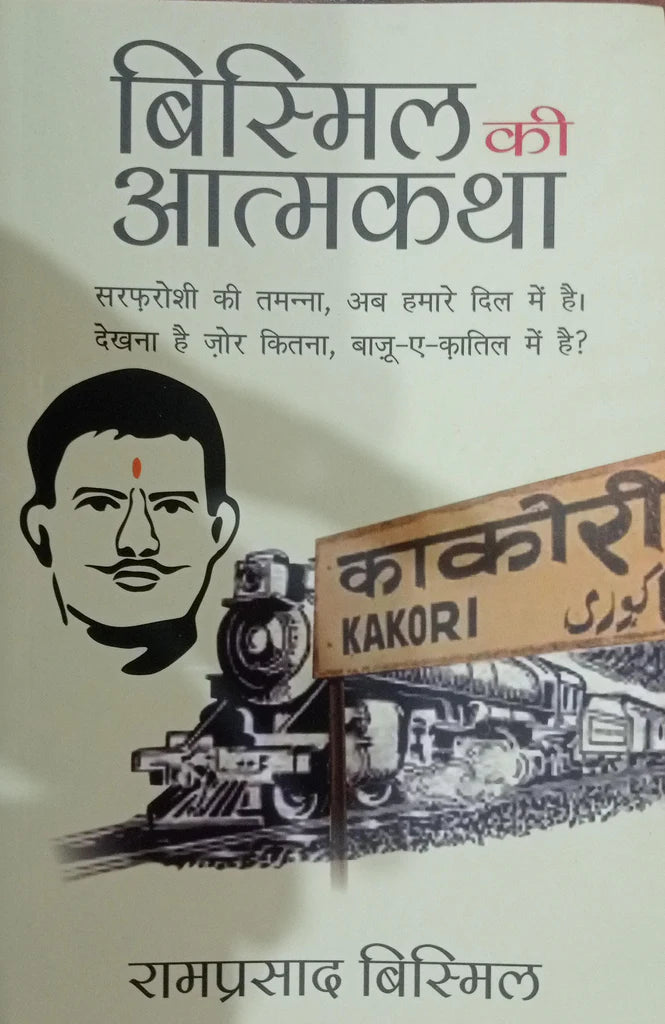 बिस्मिल की
आत्मकथा
सरफ़रोशी की तमन्ना, अब हमारे दिल में है।
देखना है ज़ोर कितना, बाज़ू-ए-क़ातिल में है?
काकोरी
KAKORI
کاکوری
रामप्रसाद बिस्मिल